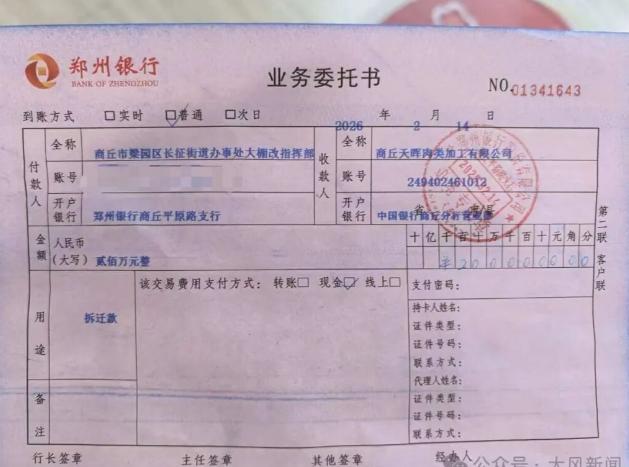 郑州银行
BANK OF ZHENGZHOU
业务委托书
NO.01341643
到账方式 □实时 □普通 □次日
2026 年 2 月 14 日
付款人
全称 商丘市梁园区长征街道办事处大棚改指挥部
账号
开户银行 郑州银行商丘平原路支行
收款人
全称 商丘天晖肉类加工有限公司
账号 249402461012
开户银行 中国银行商丘分行营业部
金额
人民币(大写) 贰佰万元整
十亿千百十万千百十元角分
¥200000000
用途
拆迁款
该交易费用支付方式: 转账□ 现金□ 线上□
支付密码:
持卡人姓名:
证件类型:
证件号码:
联系方式:
代理人姓名:
证件类型:
证件号码:
联系方式:
备注
第二联 客户联
行长签章 主任签章 其他签章 经办人
公众号·大风新闻